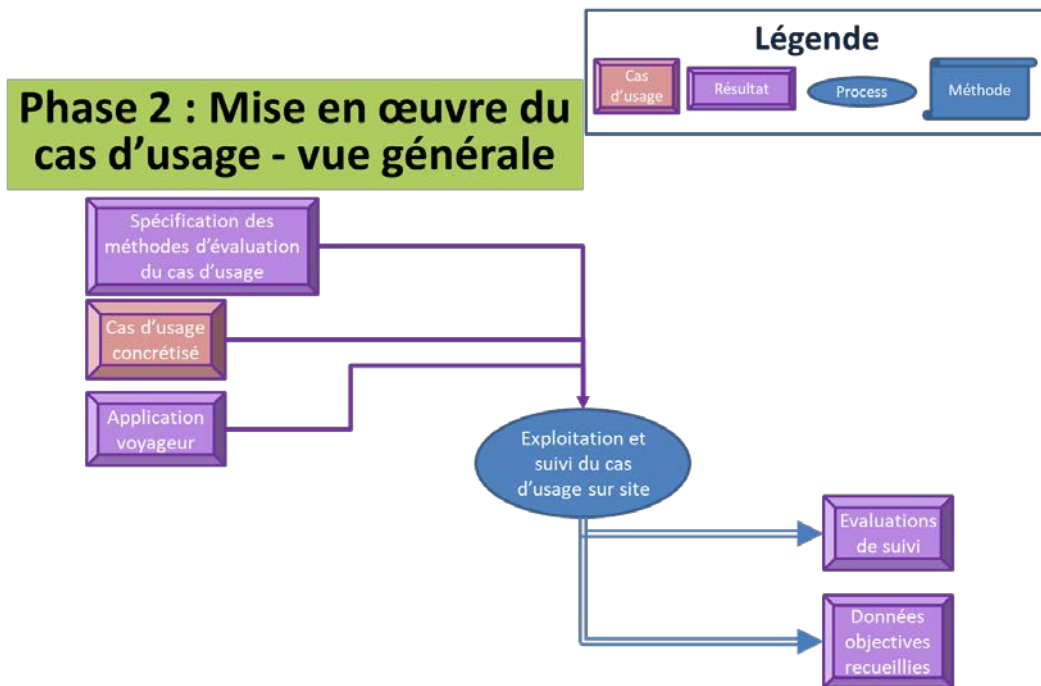 Légende
Cas
d'usage
Résultat
Process
Méthode
Phase 2 : Mise en œuvre du
cas d'usage - vue générale
Spécification des
méthodes d'évaluation
du cas d'usage
Cas d'usage
concrétisé
Application
voyageur
Exploitation et
suivi du cas
d'usage sur site
Evaluations
de suivi
Données
objectives
recueillies